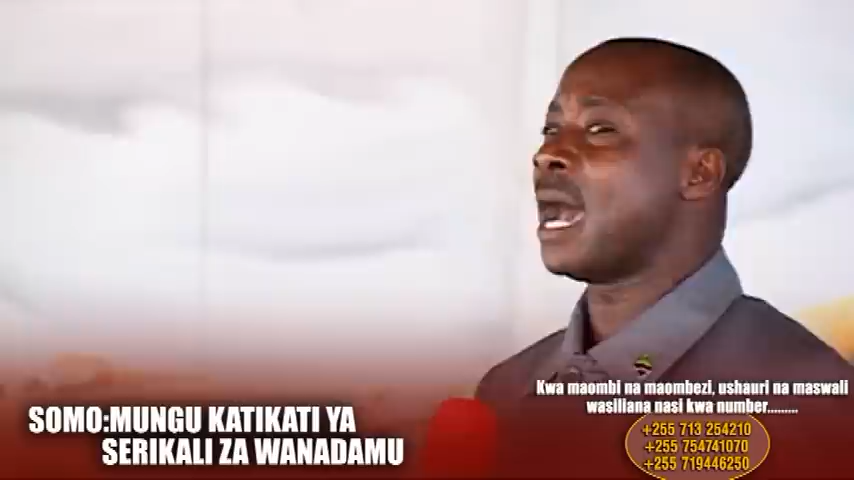 SOMO:MUNGU KATIKATI YA
SERIKALI ZA WANADAMU
Kwa maombi na maombezi, ushauri na maswali
wasiliana nasi kwa number.........
+255 713 254210
+255 754741070
+255 719446250